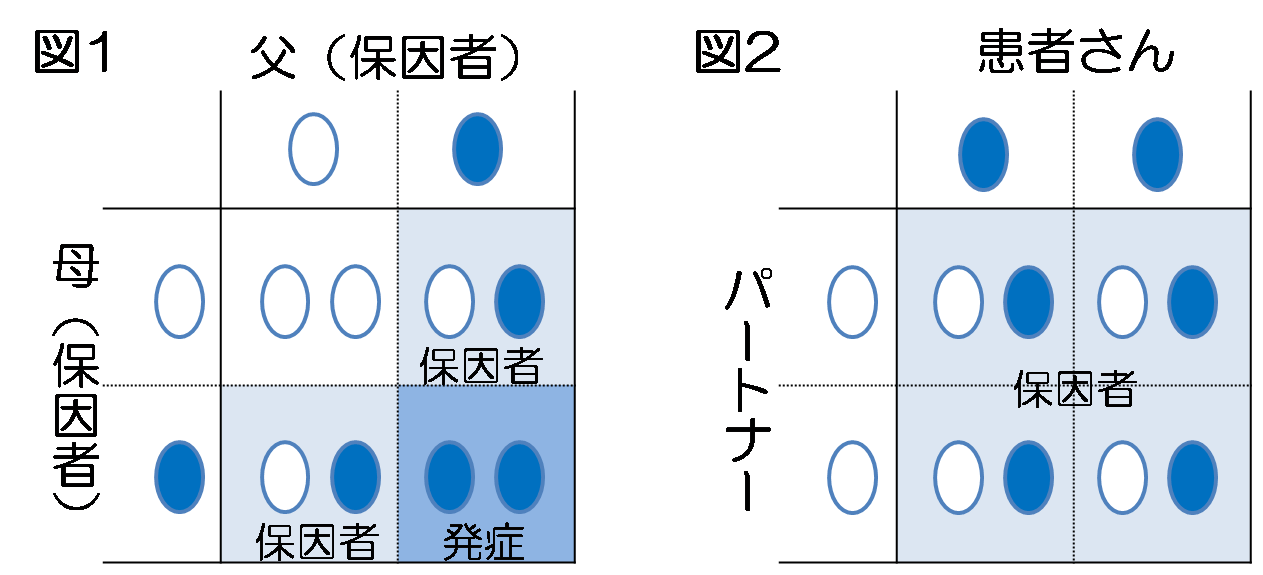 図1
父（保因者）
母（保因者）
保因者
保因者
発症
図2
患者さん
パートナー
保因者